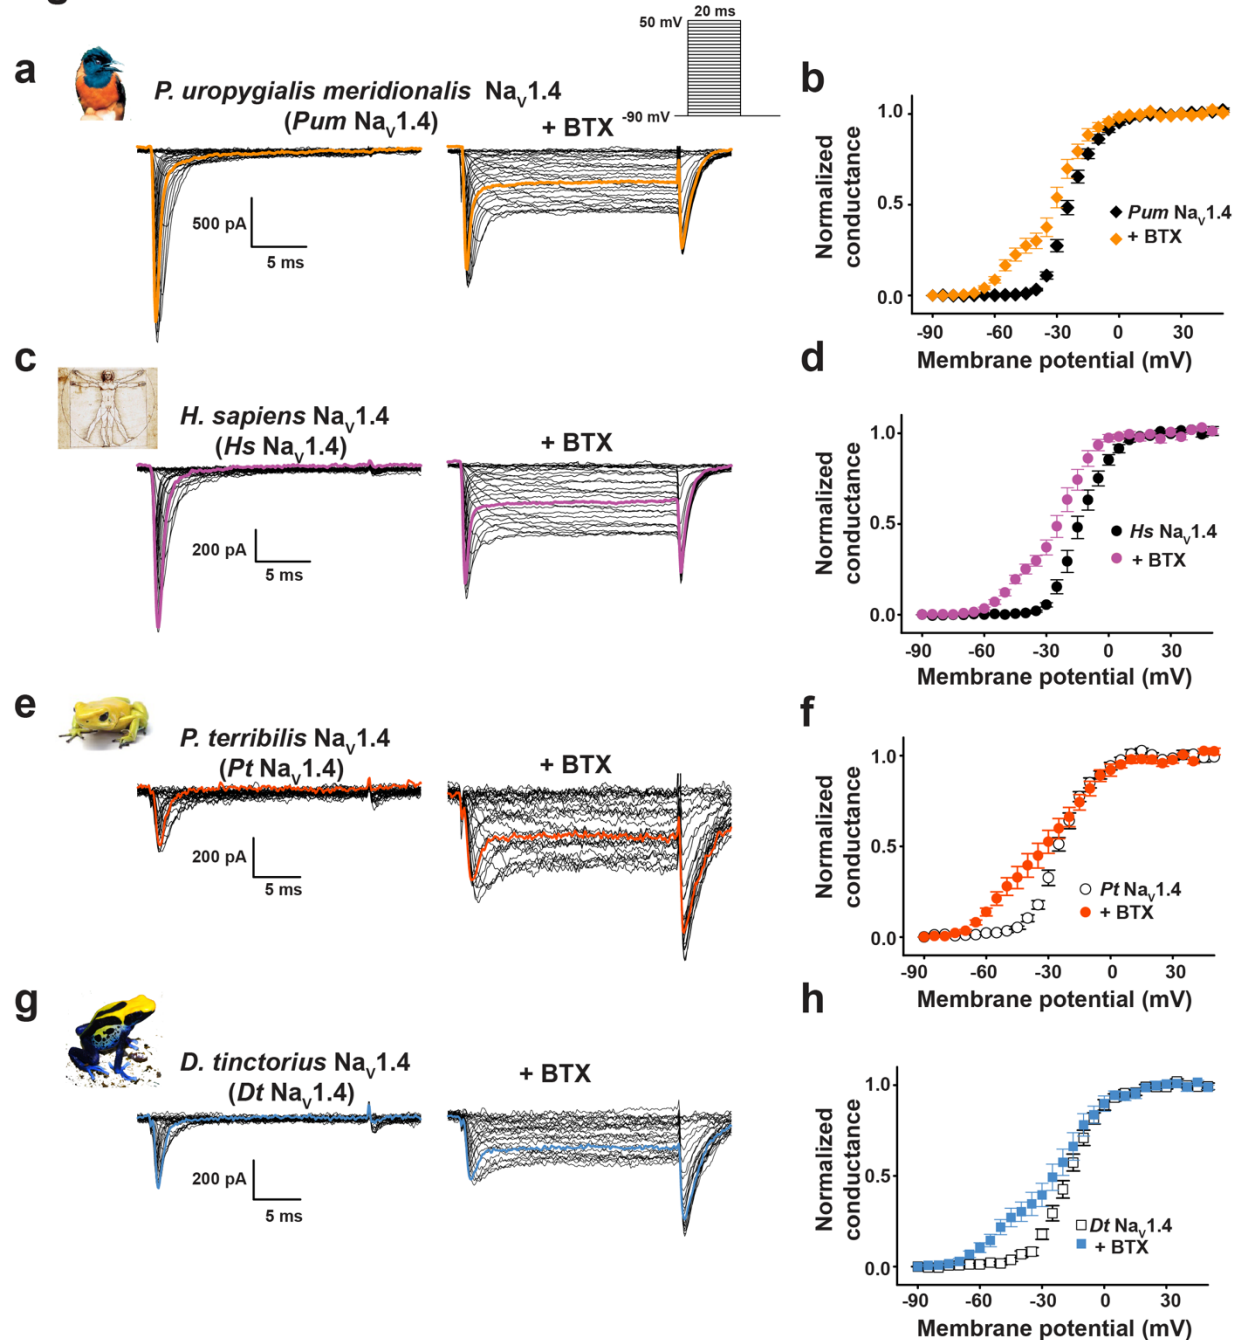 20 ms
50 mV
-90 mV
a
P. uropygialis meridionalis NaV1.4
(Pum NaV1.4)
+ BTX
500 pA
5 ms
b
Normalized
conductance
1.0
0.5
0.0
Pum NaV1.4
+ BTX
-90 -60 -30 0 30
Membrane potential (mV)
c
H. sapiens NaV1.4
(Hs NaV1.4)
+ BTX
200 pA
5 ms
d
Normalized
conductance
1.0
0.5
0.0
Hs NaV1.4
+ BTX
-90 -60 -30 0 30
Membrane potential (mV)
e
P. terribilis NaV1.4
(Pt NaV1.4)
+ BTX
200 pA
5 ms
f
Normalized
conductance
1.0
0.5
0.0
Pt NaV1.4
+ BTX
-90 -60 -30 0 30
Membrane potential (mV)
g
D. tinctorius NaV1.4
(Dt NaV1.4)
+ BTX
200 pA
5 ms
h
Normalized
conductance
1.0
0.5
0.0
Dt NaV1.4
+ BTX
-90 -60 -30 0 30
Membrane potential (mV)